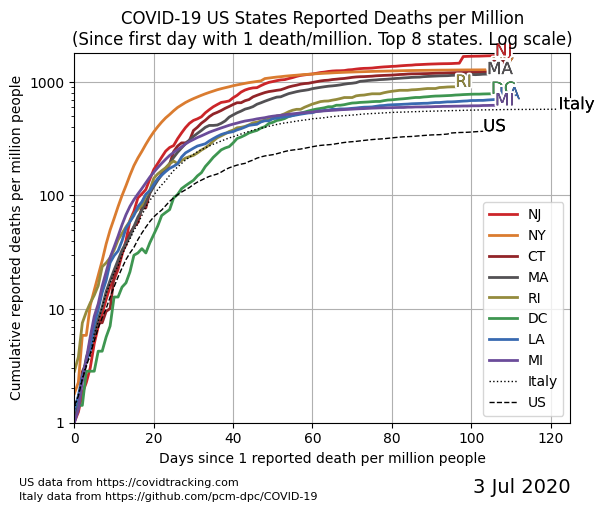 COVID-19 US States Reported Deaths per Million
(Since first day with 1 death/million. Top 8 states. Log scale)
Cumulative reported deaths per million people
1000
100
10
1
NJ
MA
RI
DC
MI
Italy
US
NJ
NY
CT
MA
RI
DC
LA
MI
Italy
US
0 20 40 60 80 100 120
Days since 1 reported death per million people
US data from https://covidtracking.com
Italy data from https://github.com/pcm-dpc/COVID-19
3 Jul 2020